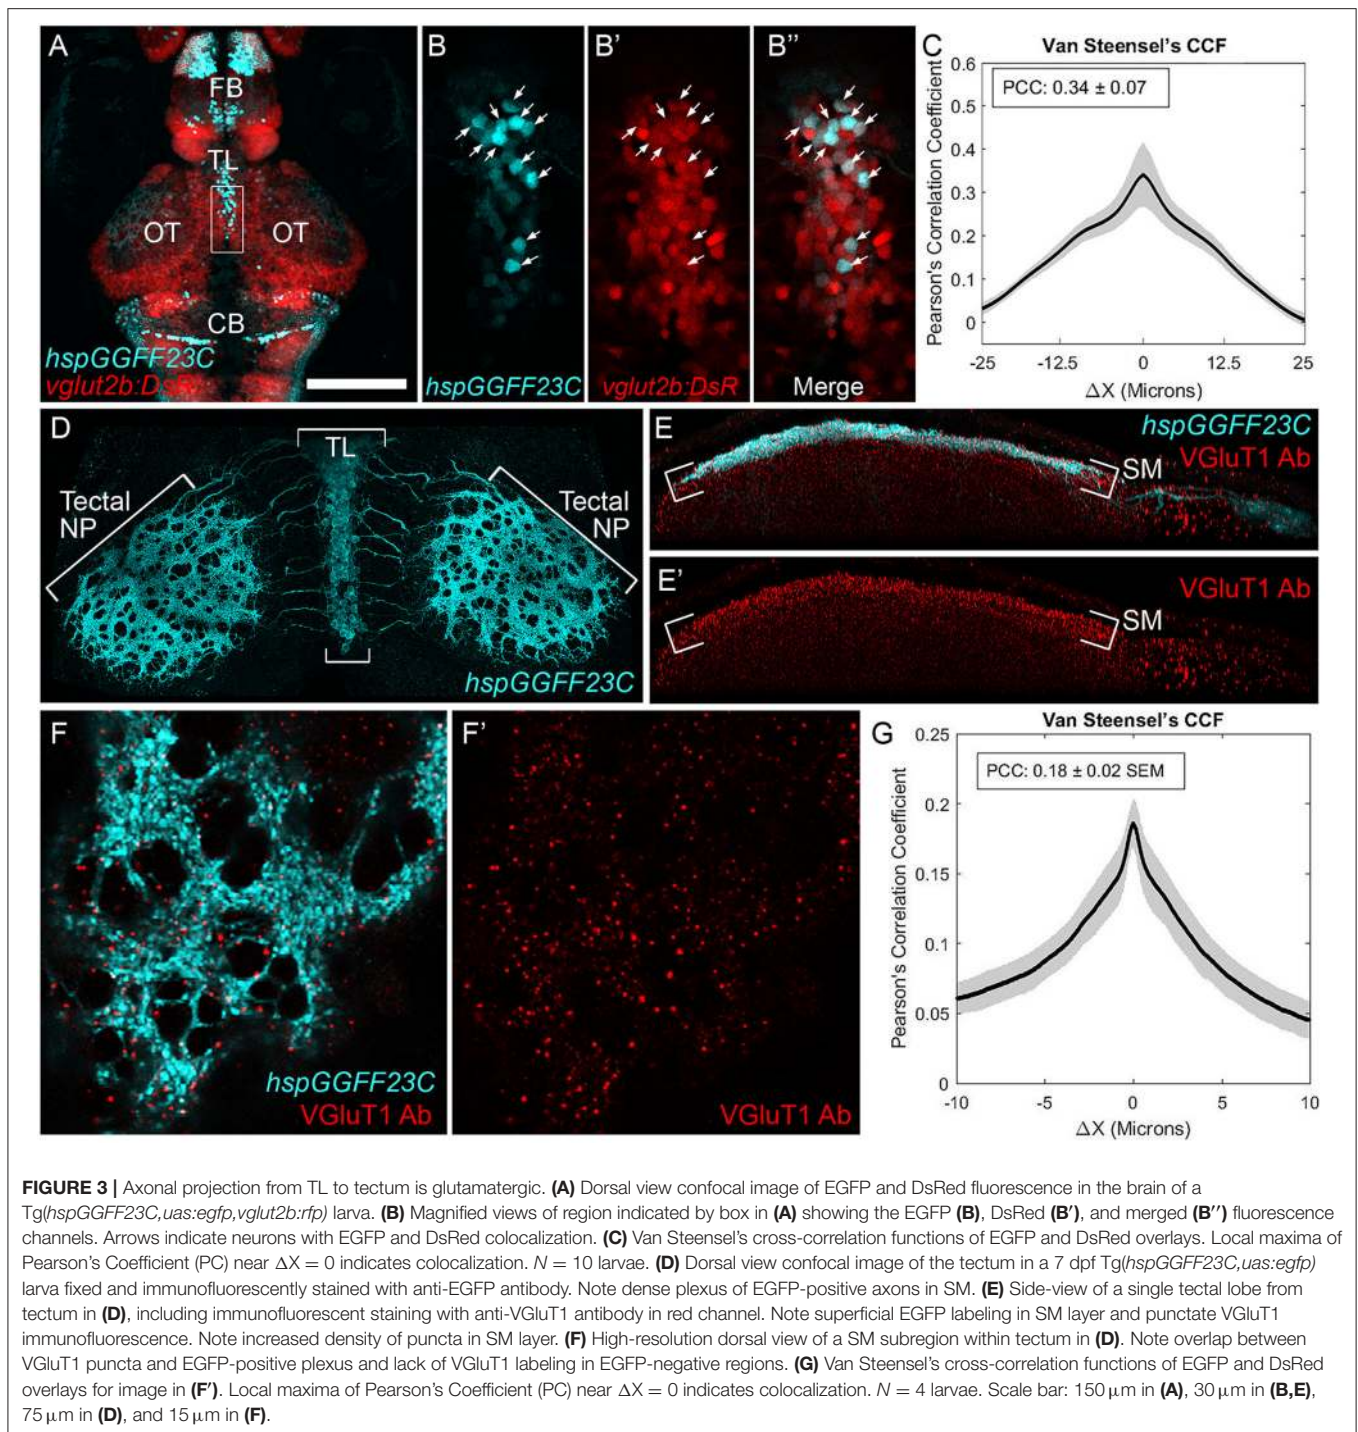 A
FB
TL
OT
OT
CB
hspGGFF23C
vglut2b:DsR
B
hspGGFF23C
B'
vglut2b:DsR
B''
Merge
C
Van Steensel's CCF
PCC: 0.34 ± 0.07
Pearson's Correlation Coefficient
0.6
0.5
0.4
0.3
0.2
0.1
0
-25
-12.5
0
12.5
25
ΔX (Microns)
D
TL
Tectal
NP
Tectal
NP
hspGGFF23C
E
hspGGFF23C
VGluT1 Ab
SM
E'
VGluT1 Ab
SM
F
hspGGFF23C
VGluT1 Ab
F'
VGluT1 Ab
G
Van Steensel's CCF
PCC: 0.18 ± 0.02 SEM
Pearson's Correlation Coefficient
0.25
0.2
0.15
0.1
0.05
0
-10
-5
0
5
10
ΔX (Microns)
FIGURE 3 | Axonal projection from TL to tectum is glutamatergic. (A) Dorsal view confocal image of EGFP and DsRed fluorescence in the brain of a
Tg(hspGGFF23C,uas:egfp,vglut2b:rfp) larva. (B) Magnified views of region indicated by box in (A) showing the EGFP (B), DsRed (B'), and merged (B'') fluorescence
channels. Arrows indicate neurons with EGFP and DsRed colocalization. (C) Van Steensel's cross-correlation functions of EGFP and DsRed overlays. Local maxima of
Pearson's Coefficient (PC) near ΔX = 0 indicates colocalization. N = 10 larvae. (D) Dorsal view confocal image of the tectum in a 7 dpf Tg(hspGGFF23C,uas:egfp)
larva fixed and immunofluorescently stained with anti-EGFP antibody. Note dense plexus of EGFP-positive axons in SM. (E) Side-view of a single tectal lobe from
tectum in (D), including immunofluorescent staining with anti-VGluT1 antibody in red channel. Note superficial EGFP labeling in SM layer and punctate VGluT1
immunofluorescence. Note increased density of puncta in SM layer. (F) High-resolution dorsal view of a SM subregion within tectum in (D). Note overlap between
VGluT1 puncta and EGFP-positive plexus and lack of VGluT1 labeling in EGFP-negative regions. (G) Van Steensel's cross-correlation functions of EGFP and DsRed
overlays for image in (F'). Local maxima of Pearson's Coefficient (PC) near ΔX = 0 indicates colocalization. N = 4 larvae. Scale bar: 150 μm in (A), 30 μm in (B,E),
75 μm in (D), and 15 μm in (F).